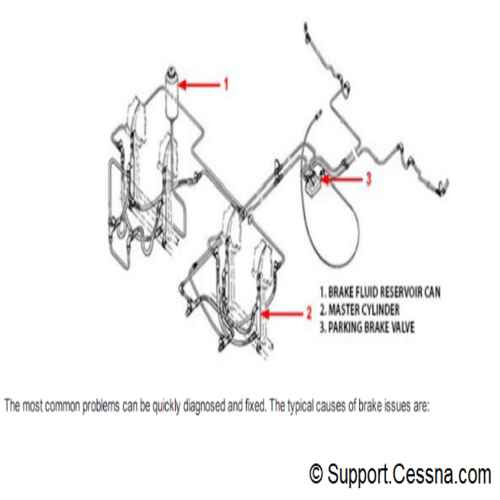 1
3
2
1. BRAKE FLUID RESERVOIR CAN
2. MASTER CYLINDER
3. PARKING BRAKE VALVE
The most common problems can be quickly diagnosed and fixed. The typical causes of brake issues are:
© Support.Cessna.com